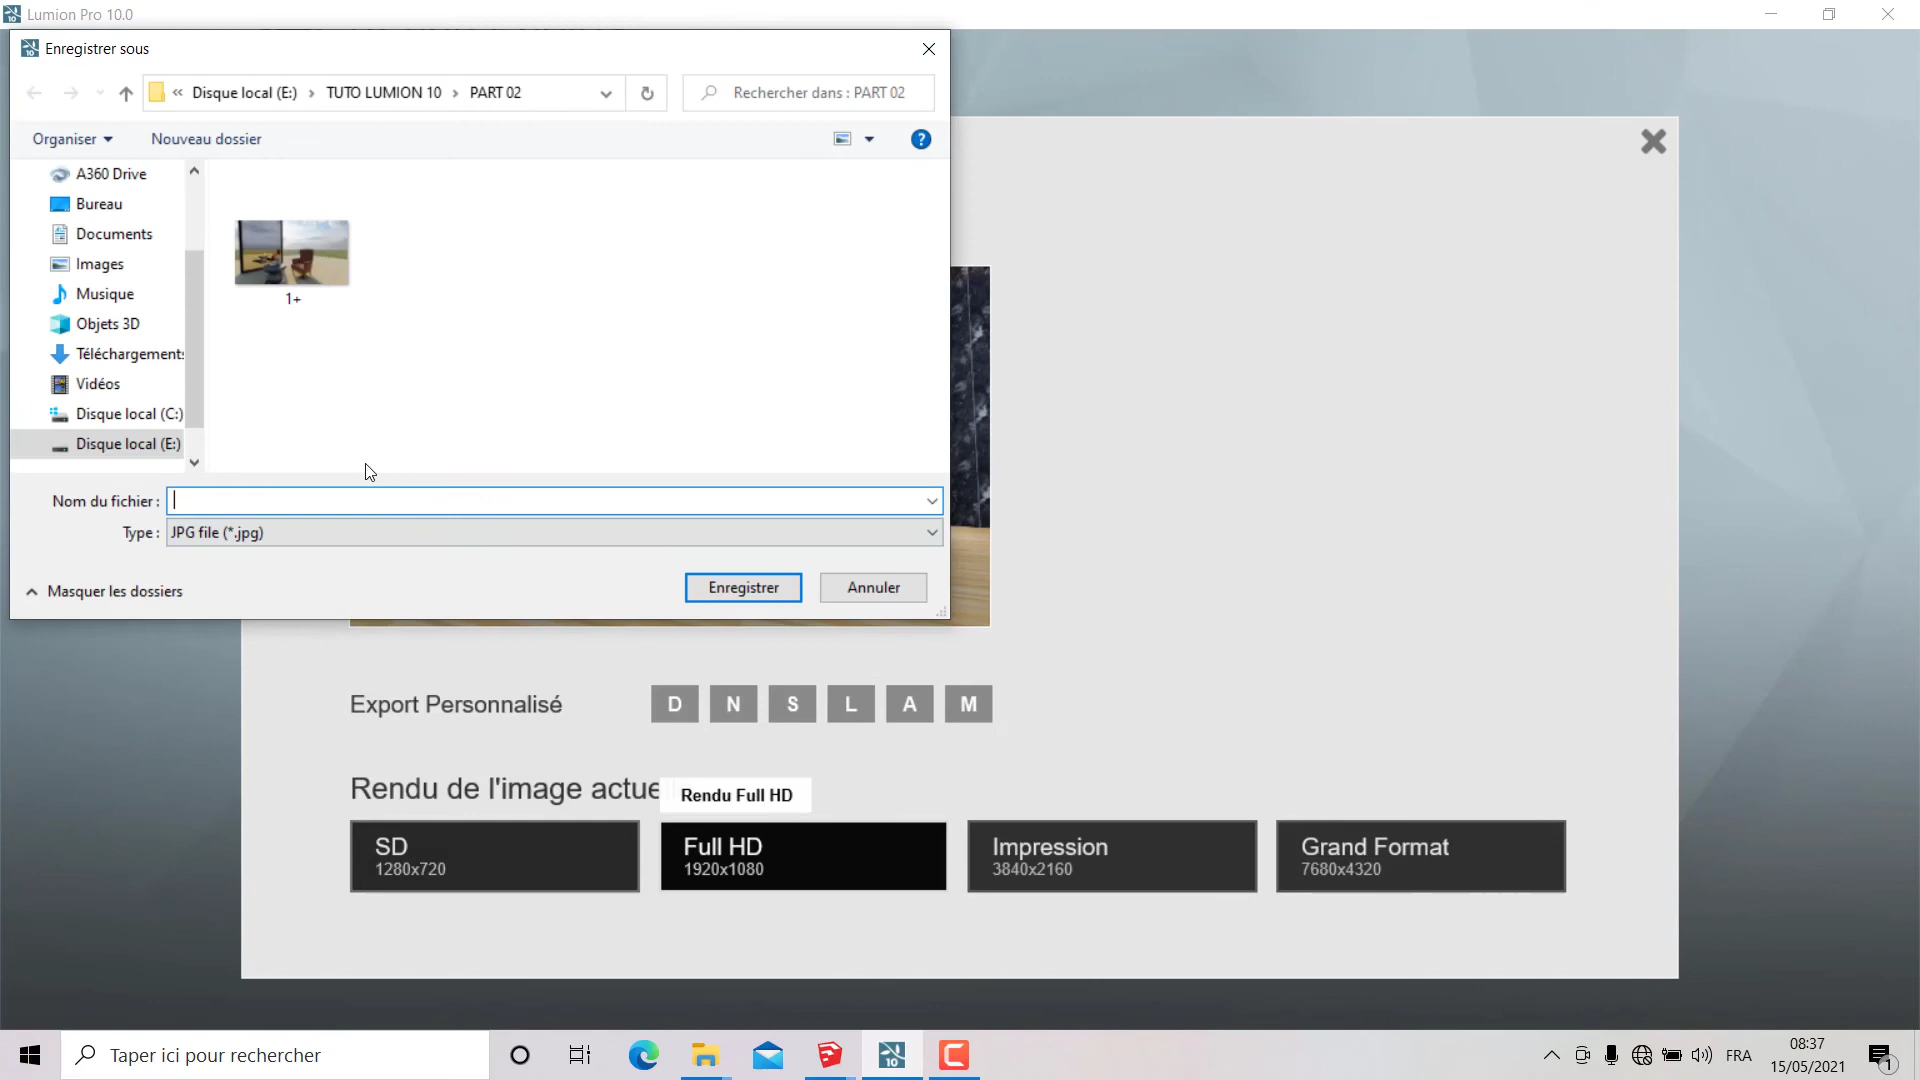 Lumion Pro 10.0
Enregistrer sous
« Disque local (E:) › TUTO LUMION 10 › PART 02
Rechercher dans : PART 02
Organiser
Nouveau dossier
A360 Drive
Bureau
Documents
Images
Musique
Objets 3D
Téléchargements
Vidéos
Disque local (C:)
Disque local (E:)
1+
Nom du fichier :
Type : JPG file (*.jpg)
Masquer les dossiers
Enregistrer
Annuler
Export Personnalisé
D N S L A M
Rendu de l'image actue
Rendu Full HD
SD
1280x720
Full HD
1920x1080
Impression
3840x2160
Grand Format
7680x4320
Taper ici pour rechercher
10
FRA
08:37
15/05/2021
1